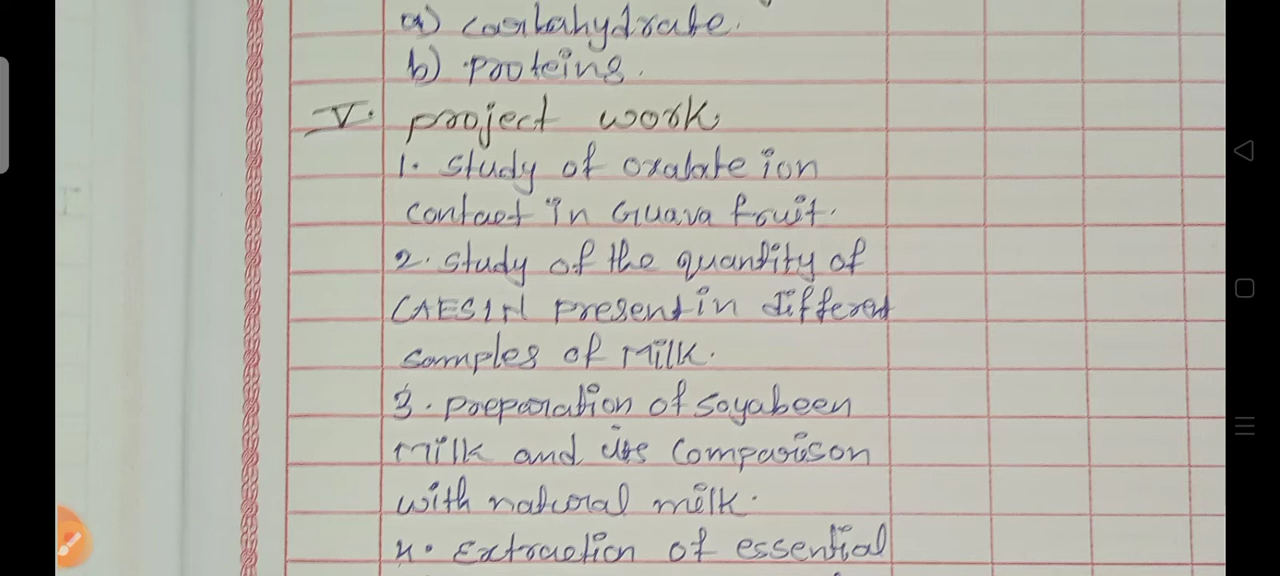 a) carbohydrate.
b) proteins.
V. project work.
1. study of oxalate ion
contact in Guava fruit.
2. study of the quantity of
CAESIN present in different
samples of Milk.
3. preparation of soyabeen
Milk and its comparison
with natural milk.
4. Extraction of essential